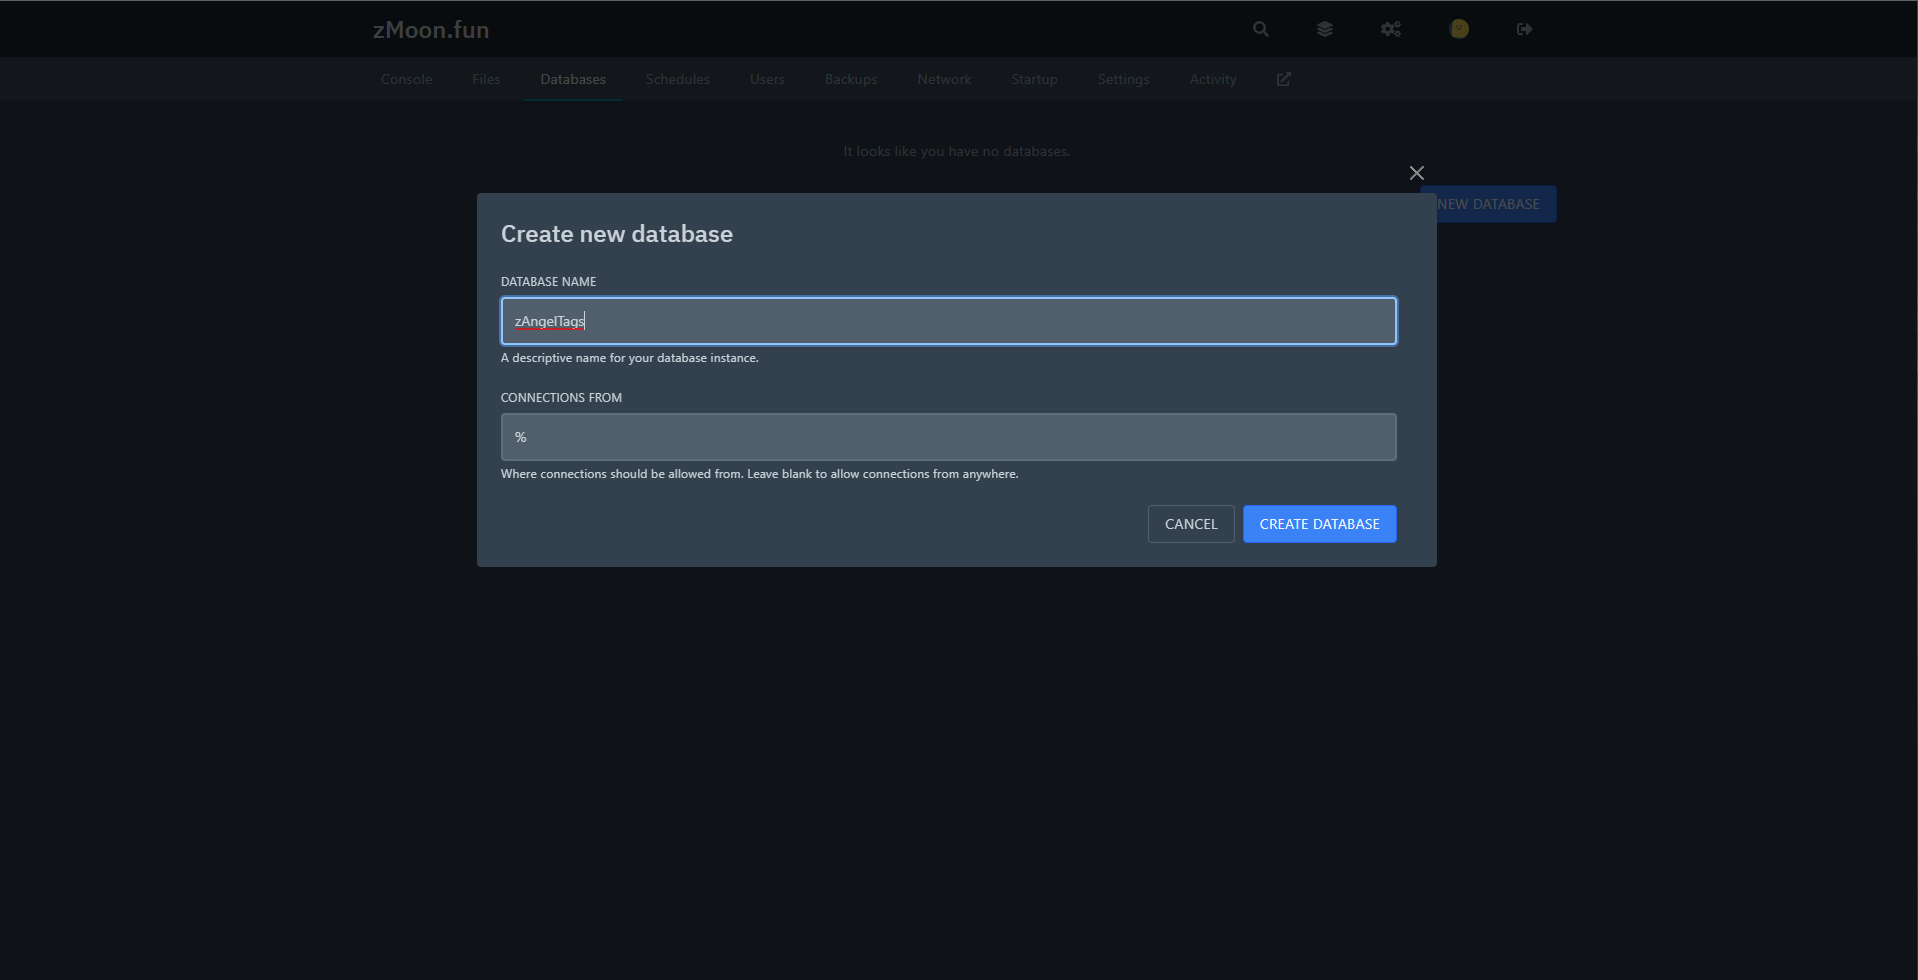 zMoon.fun
Console Files Databases Schedules Users Backups Network Startup Settings Activity
It looks like you have no databases.
NEW DATABASE
Create new database
DATABASE NAME
zAngelTags
A descriptive name for your database instance.
CONNECTIONS FROM
%
Where connections should be allowed from. Leave blank to allow connections from anywhere.
CANCEL CREATE DATABASE